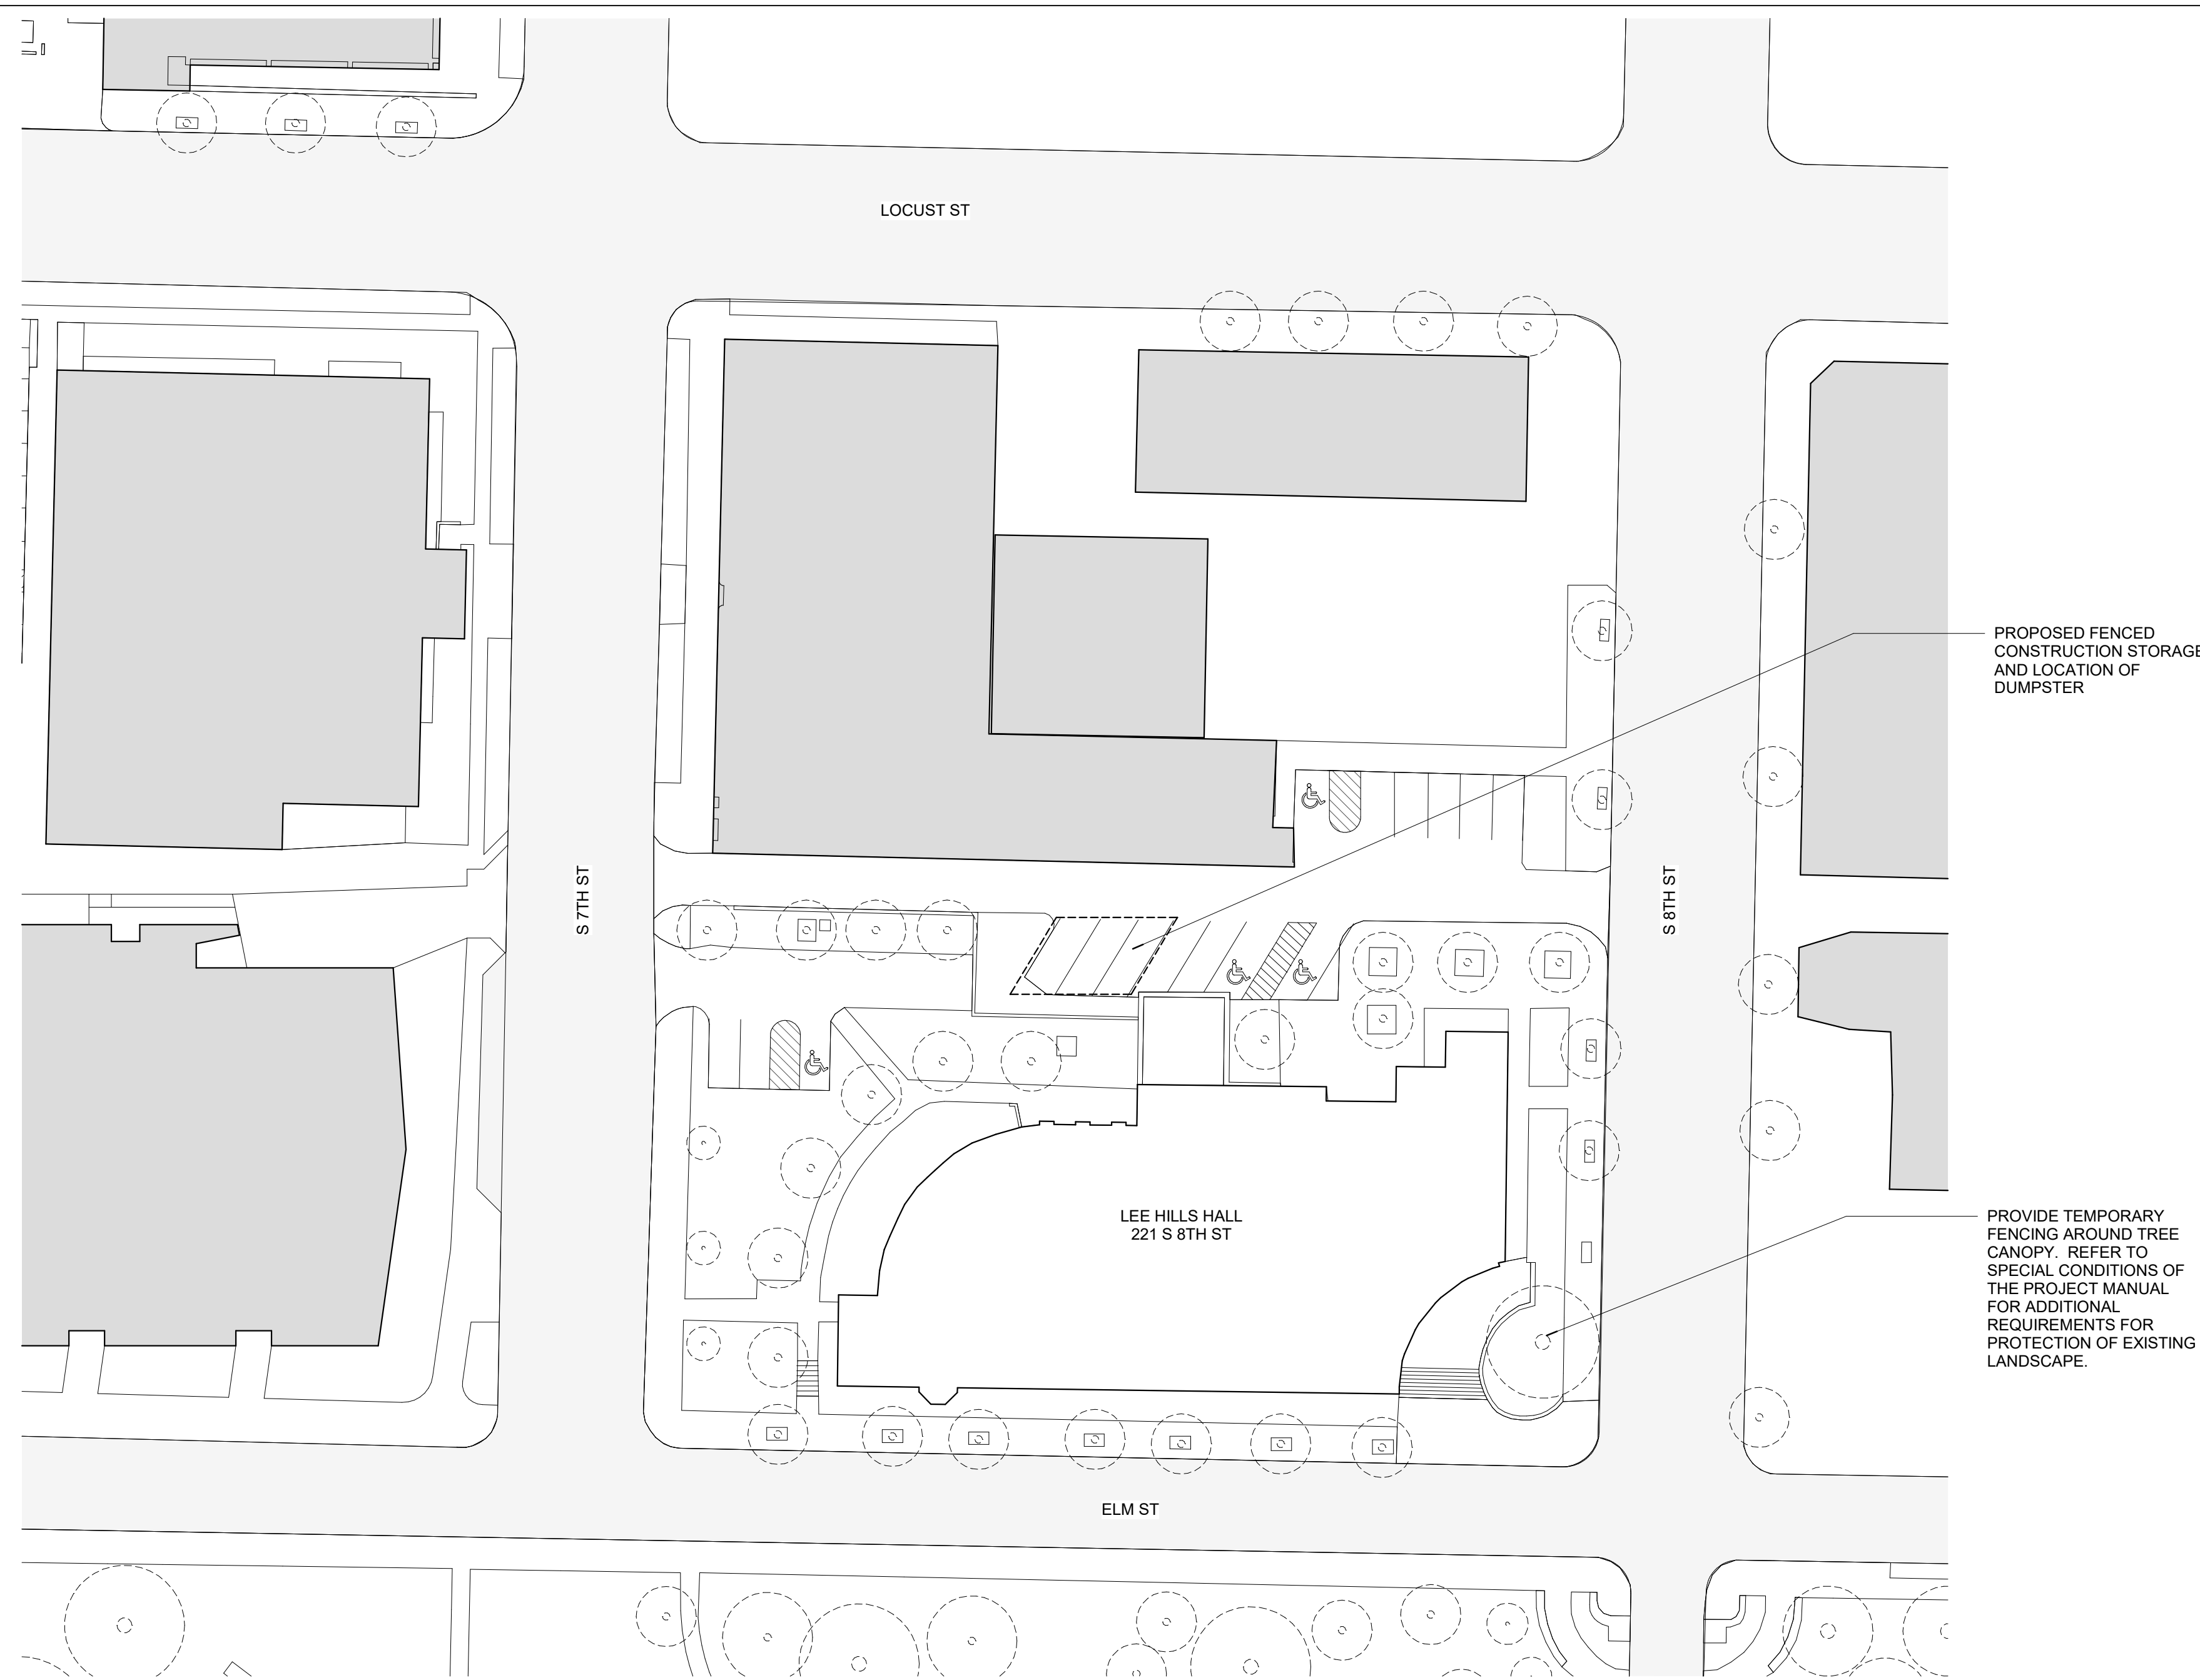 LOCUST ST
PROPOSED FENCED
CONSTRUCTION STORAGE
AND LOCATION OF
DUMPSTER
S 7TH ST
S 8TH ST
LEE HILLS HALL
221 S 8TH ST
PROVIDE TEMPORARY
FENCING AROUND TREE
CANOPY.  REFER TO
SPECIAL CONDITIONS OF
THE PROJECT MANUAL
FOR ADDITIONAL
REQUIREMENTS FOR
PROTECTION OF EXISTING
LANDSCAPE.
ELM ST